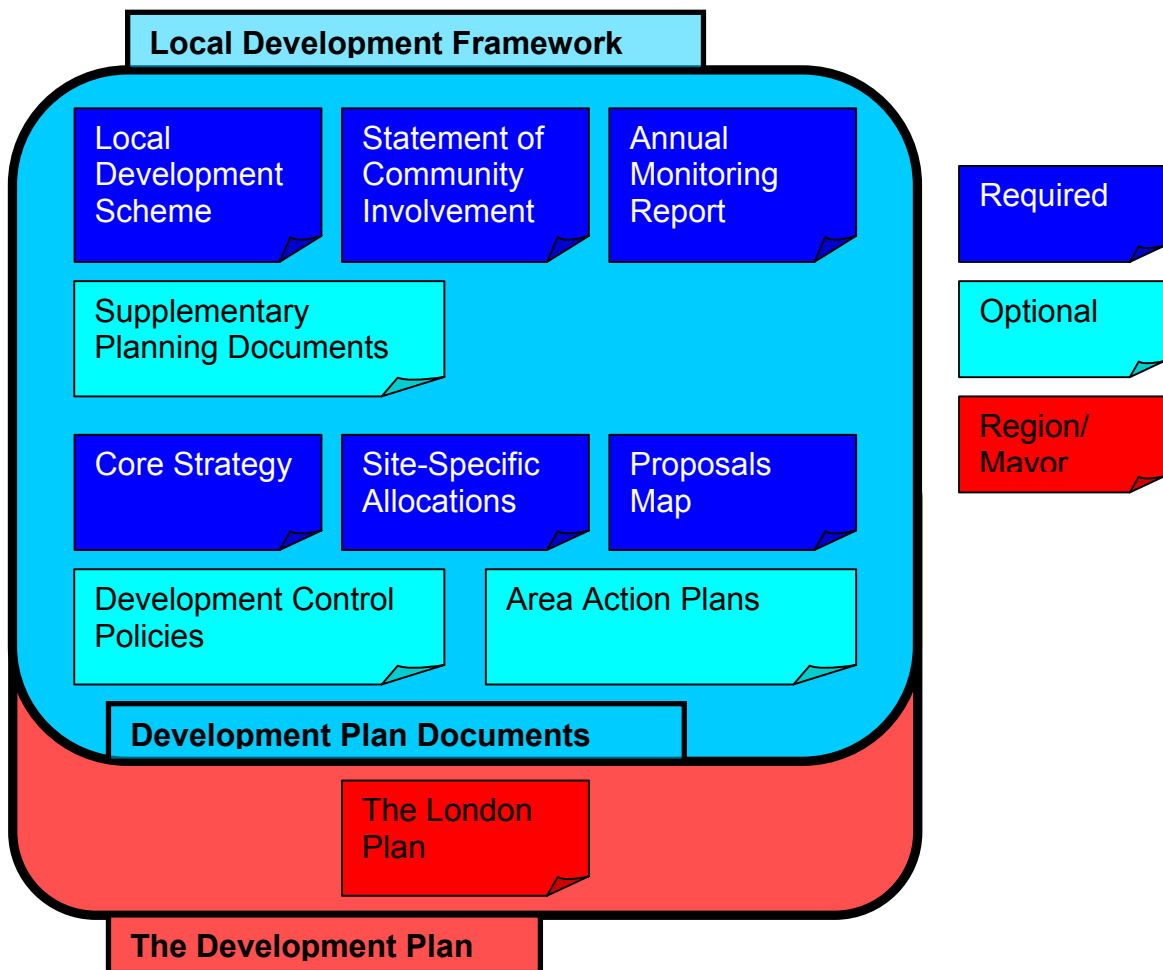 Local Development Framework
Local
Development
Scheme
Statement of
Community
Involvement
Annual
Monitoring
Report
Required
Supplementary
Planning Documents
Optional
Core Strategy
Site-Specific
Allocations
Proposals
Map
Region/
Mayor
Development Control
Policies
Area Action Plans
Development Plan Documents
The London
Plan
The Development Plan